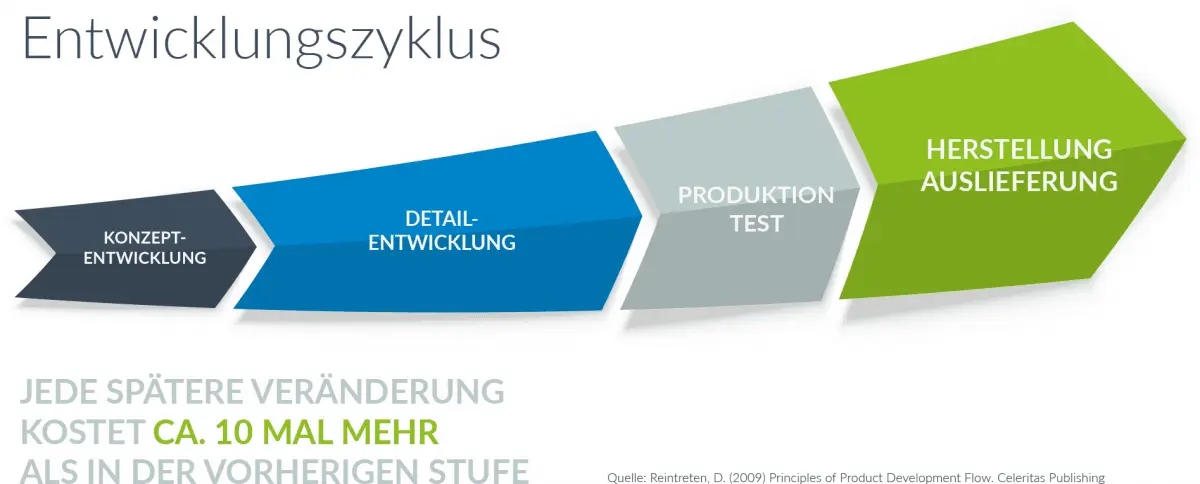 Entwicklungszyklus
KONZEPT-
ENTWICKLUNG
DETAIL-
ENTWICKLUNG
PRODUKTION
TEST
HERSTELLUNG
AUSLIEFERUNG
JEDE SPÄTERE VERÄNDERUNG
KOSTET CA. 10 MAL MEHR
ALS IN DER VORHERIGEN STUFE
Quelle: Reintreten, D. (2009) Principles of Product Development Flow. Celeritas Publishing